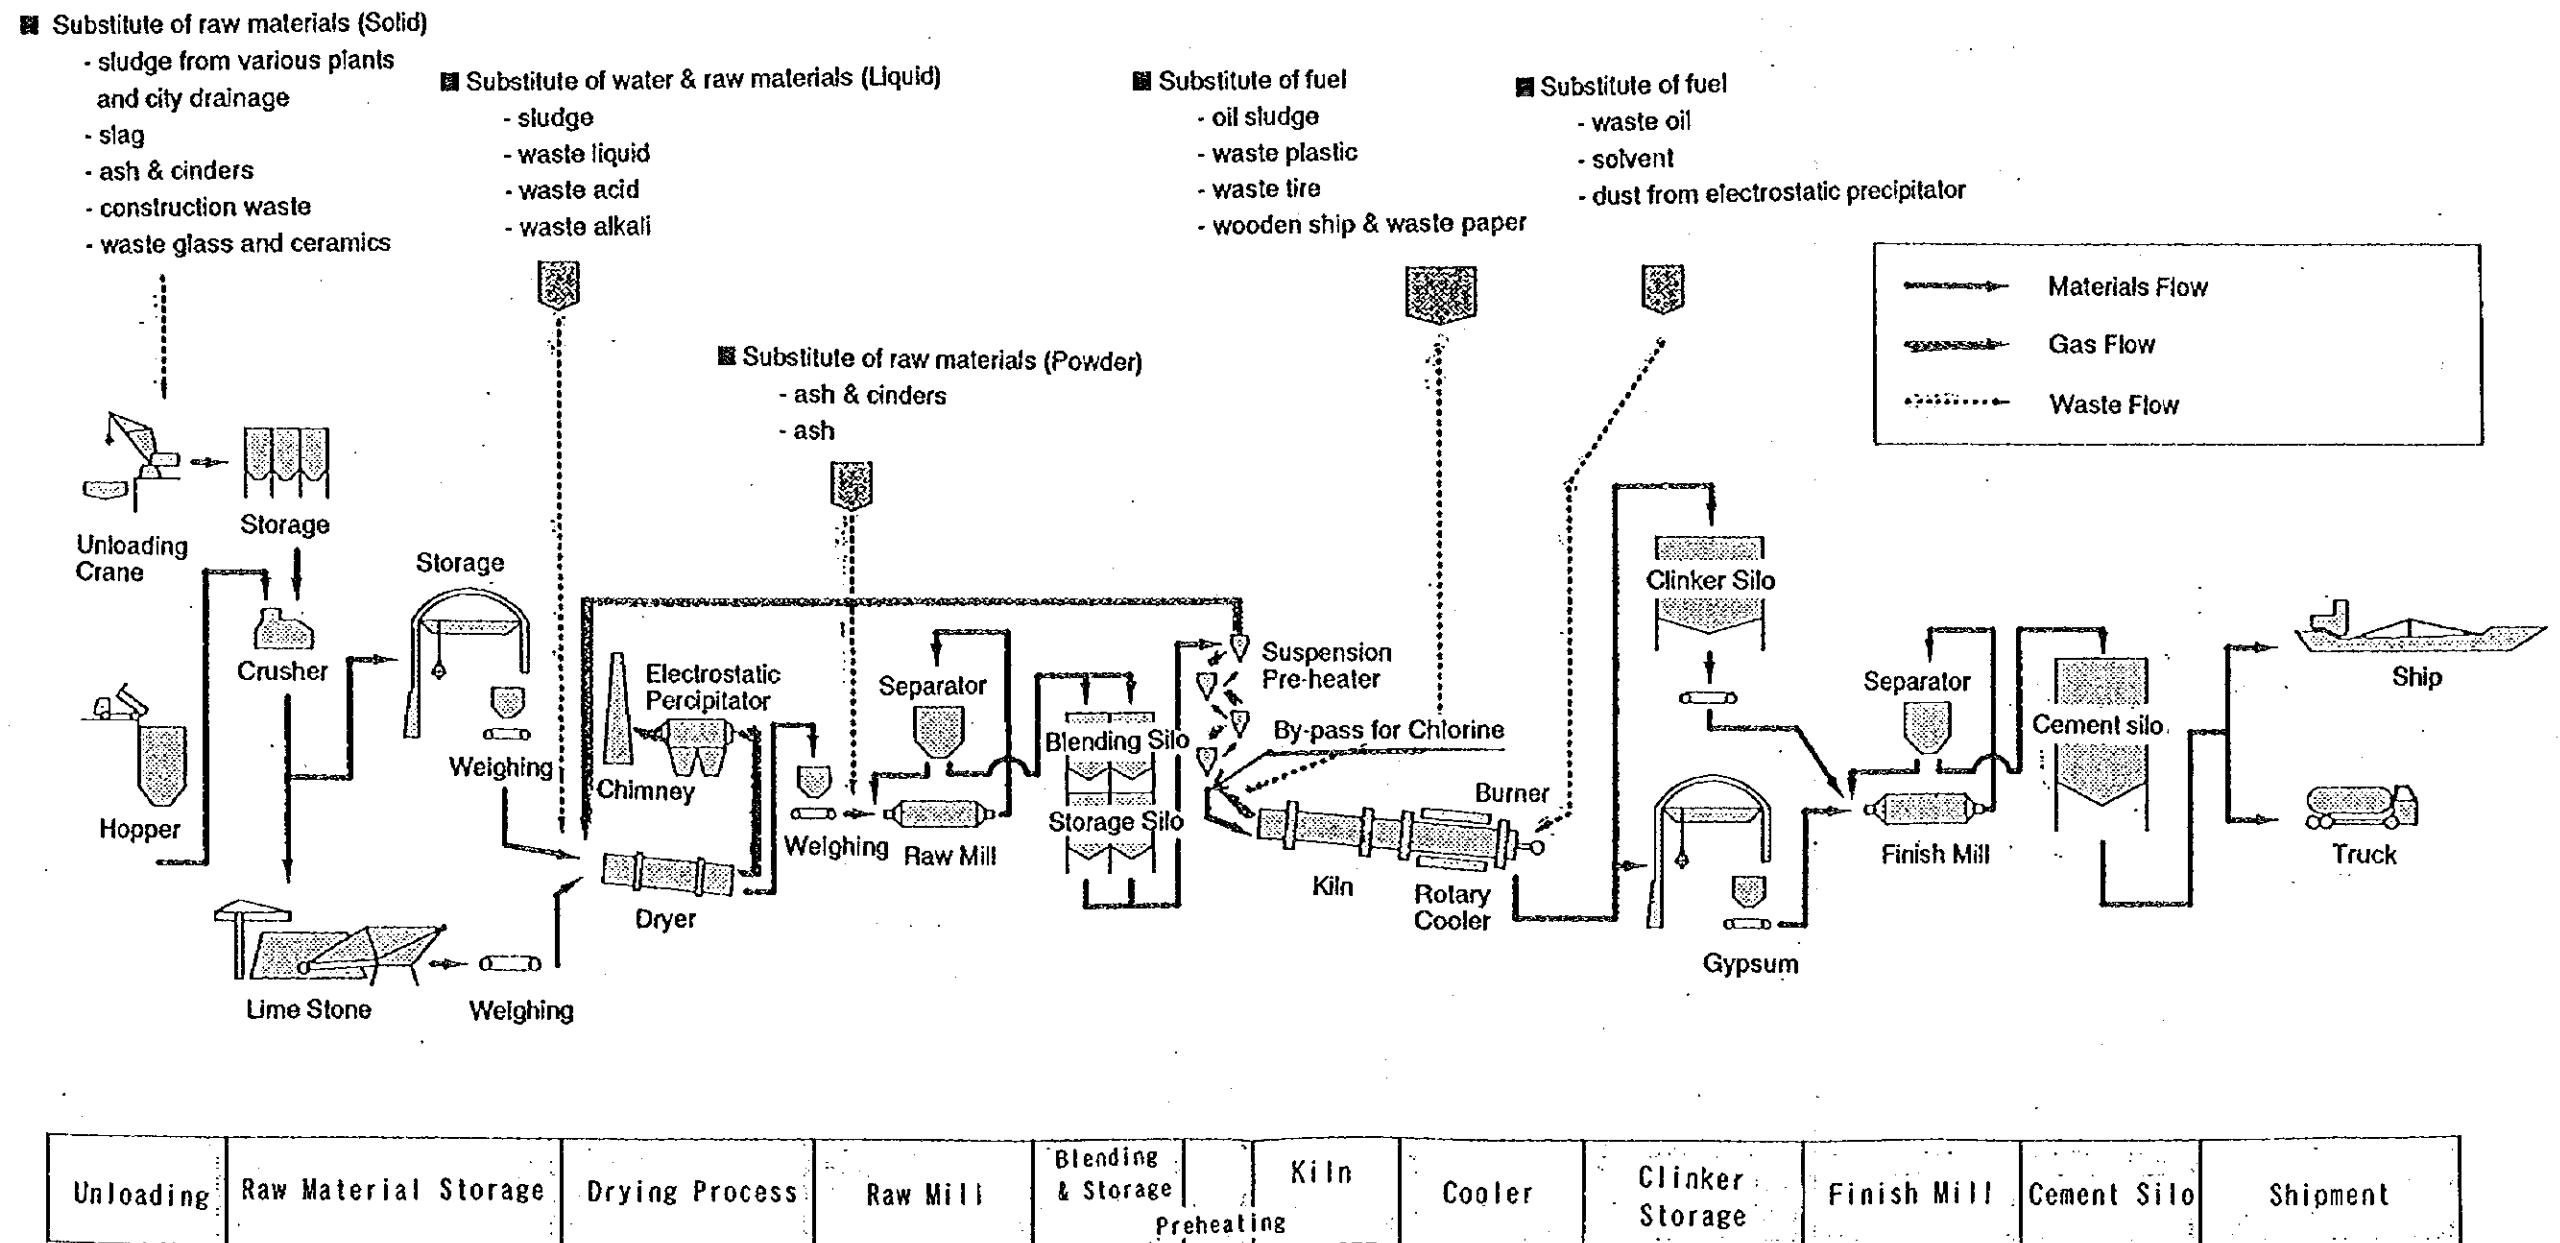 ■ Substitute of raw materials (Solid)
- sludge from various plants
and city drainage
- slag
- ash & cinders
- construction waste
- waste glass and ceramics
■ Substitute of water & raw materials (Liquid)
- sludge
- waste liquid
- waste acid
- waste alkali
■ Substitute of raw materials (Powder)
- ash & cinders
- ash
■ Substitute of fuel
- oil sludge
- waste plastic
- waste tire
- wooden ship & waste paper
■ Substitute of fuel
- waste oil
- solvent
- dust from electrostatic precipitator
Materials Flow
Gas Flow
Waste Flow
Unloading
Crane
Storage
Crusher
Hopper
Storage
Weighing
Lime Stone
Weighing
Electrostatic
Percipitator
Chimney
Dryer
Weighing
Separator
Raw Mill
Blending Silo
Storage Silo
Suspension
Pre-heater
By-pass for Chlorine
Burner
Kiln
Rotary
Cooler
Clinker Silo
Gypsum
Separator
Finish Mill
Cement silo
Ship
Truck
Unloading
Raw Material Storage
Drying Process
Raw Mill
Blending
& Storage
Preheating
Kiln
Cooler
Clinker
Storage
Finish Mill
Cement Silo
Shipment